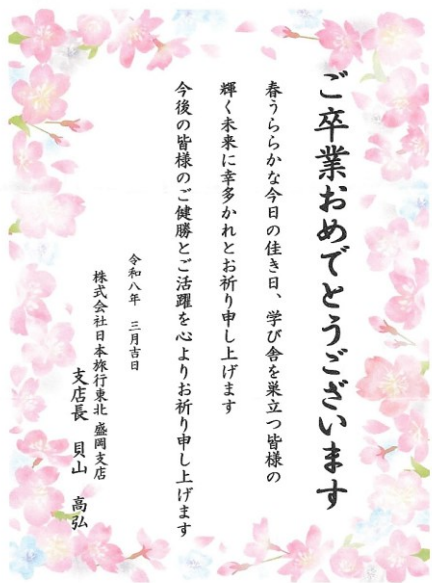 ご卒業おめでとうございます
春うららかな今日の佳き日、学び舎を巣立つ皆様の
輝く未来に幸多かれとお祈り申し上げます
今後の皆様のご健勝とご活躍を心よりお祈り申し上げます
令和八年 三月吉日
株式会社日本旅行東北 盛岡支店
支店長 貝山 高弘